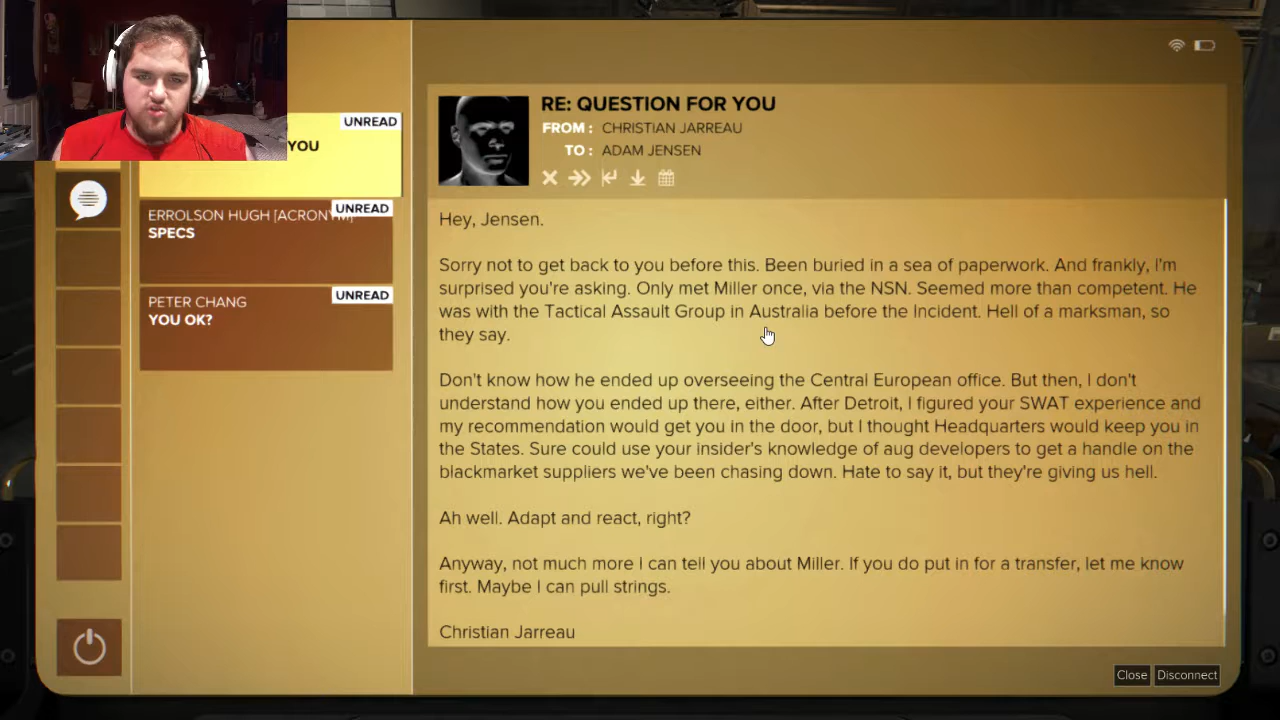 RE: QUESTION FOR YOU
FROM : CHRISTIAN JARREAU
TO : ADAM JENSEN
UNREAD
YOU
UNREAD
ERROLSON HUGH [ACRONYM]
SPECS
UNREAD
PETER CHANG
YOU OK?
Hey, Jensen.
Sorry not to get back to you before this. Been buried in a sea of paperwork. And frankly, I'm
surprised you're asking. Only met Miller once, via the NSN. Seemed more than competent. He
was with the Tactical Assault Group in Australia before the Incident. Hell of a marksman, so
they say.
Don't know how he ended up overseeing the Central European office. But then, I don't
understand how you ended up there, either. After Detroit, I figured your SWAT experience and
my recommendation would get you in the door, but I thought Headquarters would keep you in
the States. Sure could use your insider's knowledge of aug developers to get a handle on the
blackmarket suppliers we've been chasing down. Hate to say it, but they're giving us hell.
Ah well. Adapt and react, right?
Anyway, not much more I can tell you about Miller. If you do put in for a transfer, let me know
first. Maybe I can pull strings.
Christian Jarreau
Close Disconnect